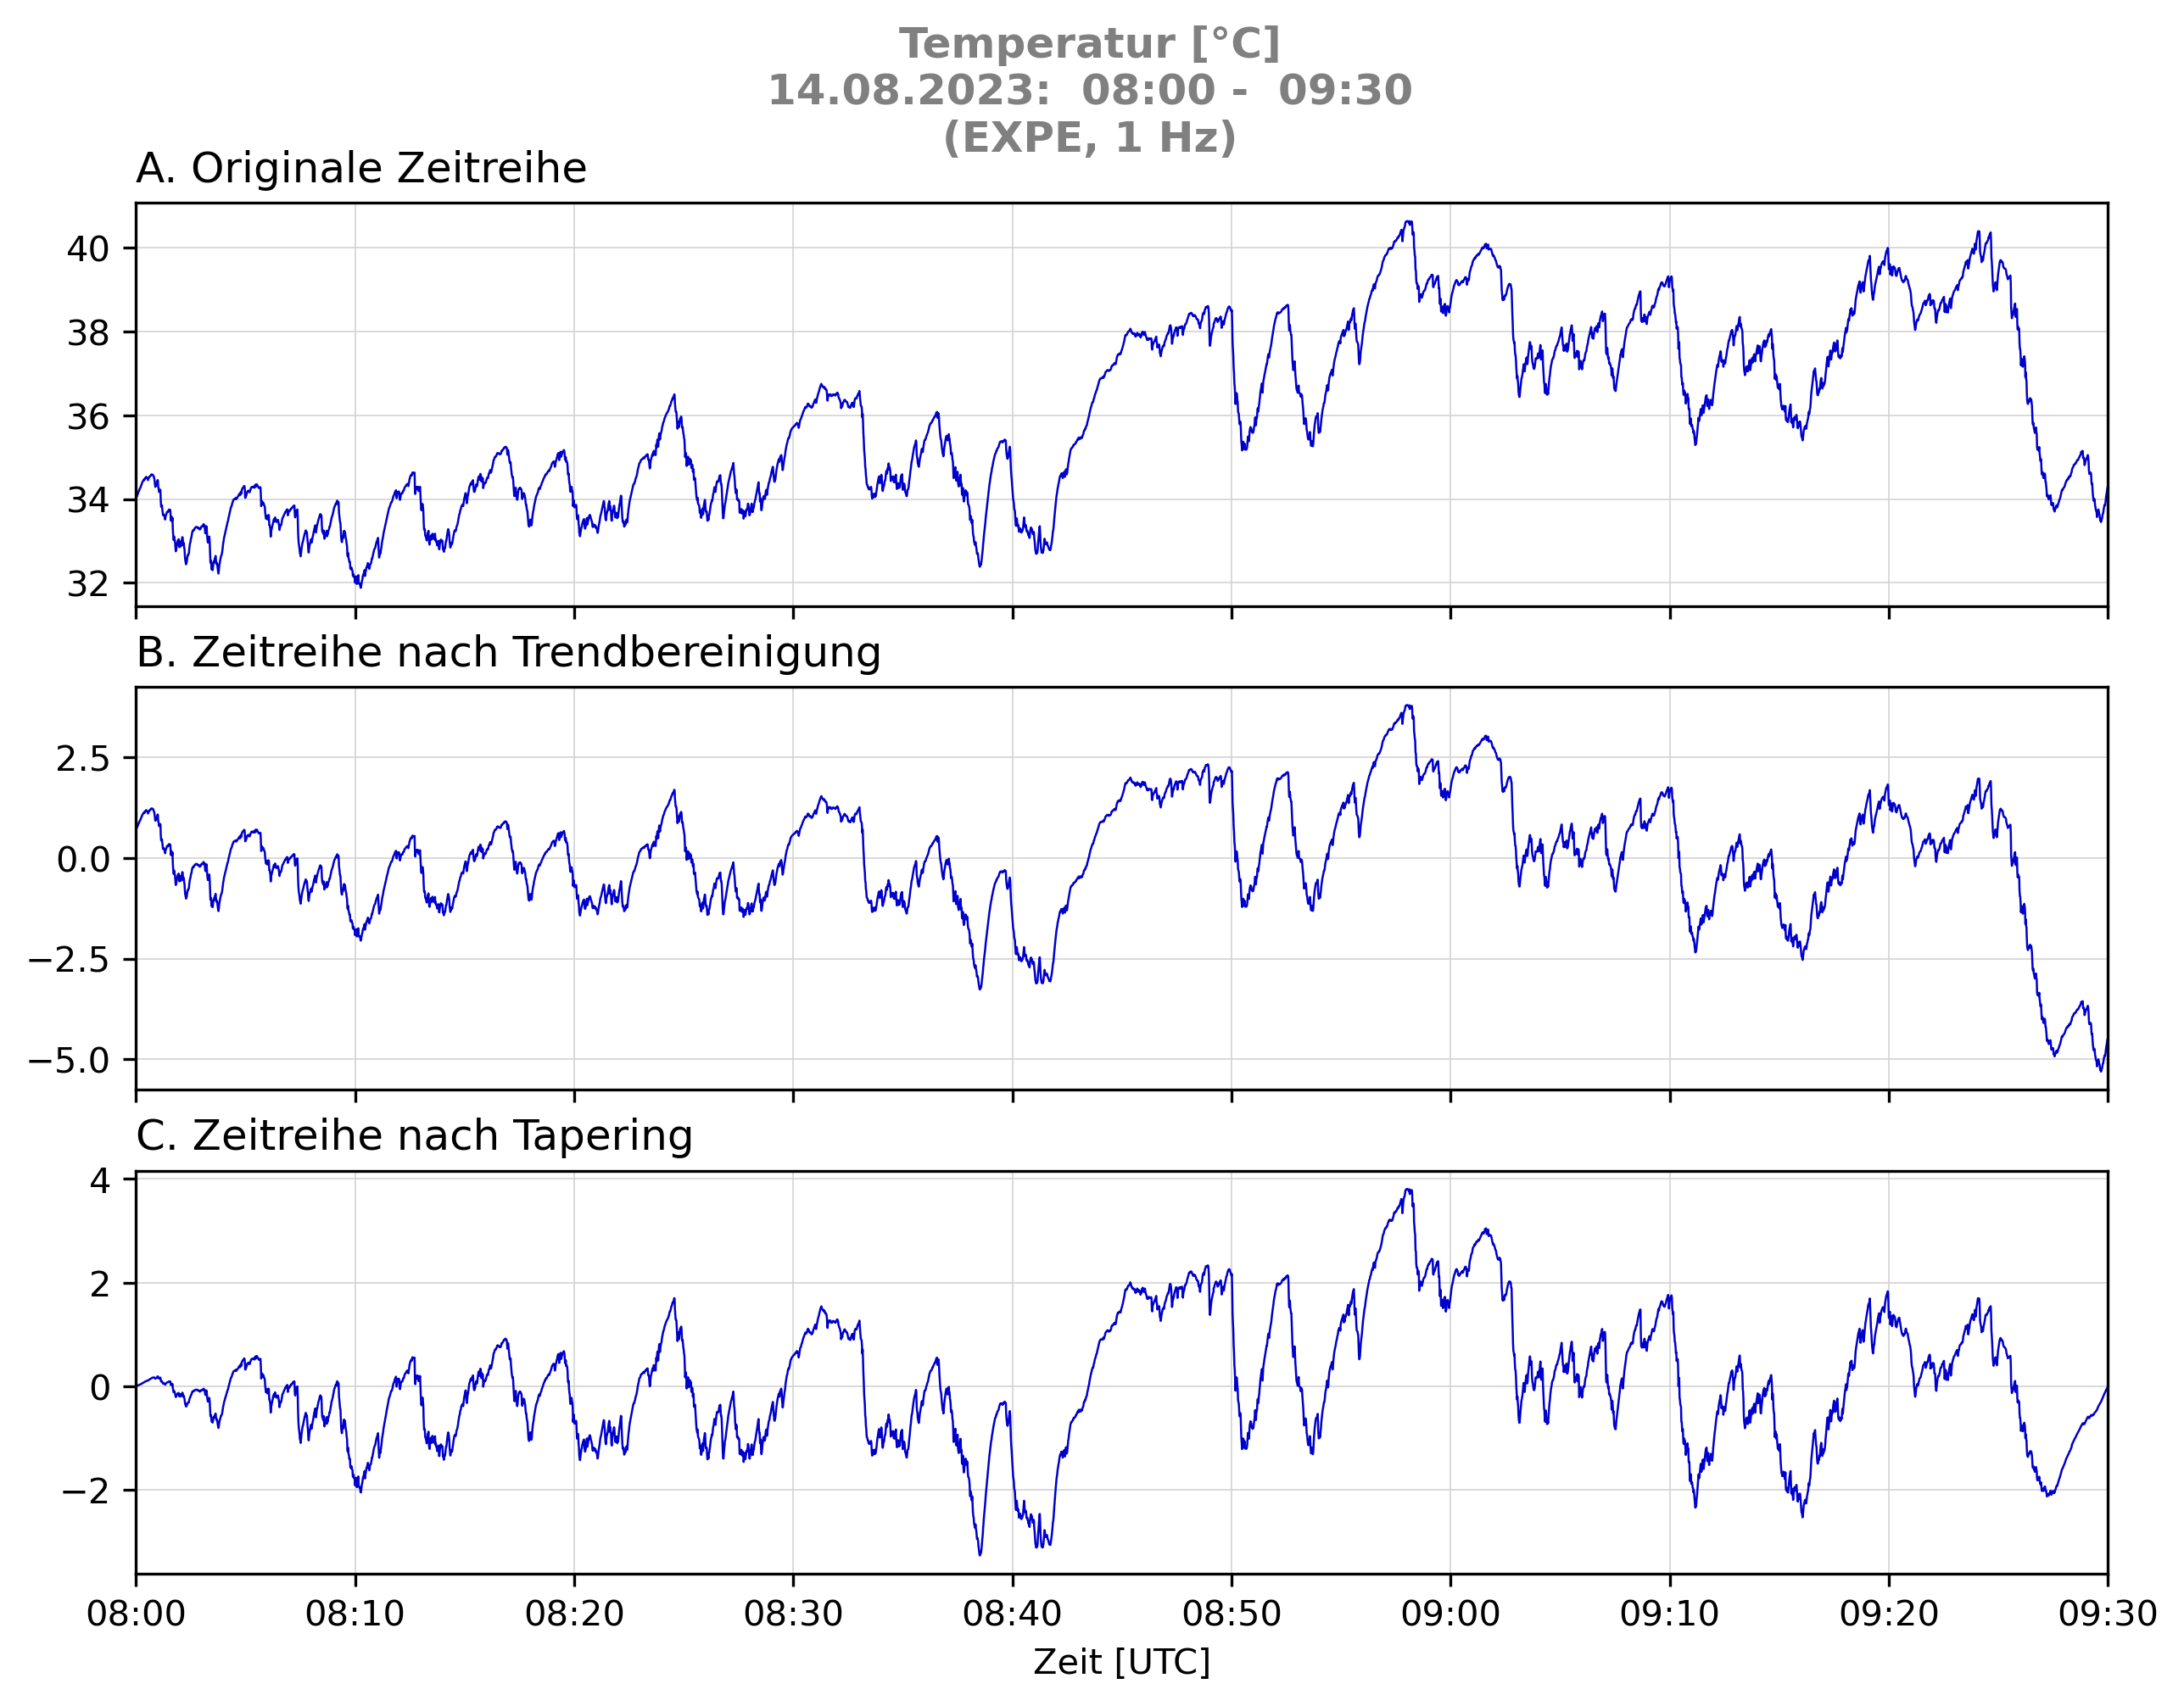 Temperatur [°C]
14.08.2023:  08:00 -  09:30
(EXPE, 1 Hz)
A. Originale Zeitreihe
40
38
36
34
32
B. Zeitreihe nach Trendbereinigung
2.5
0.0
−2.5
−5.0
C. Zeitreihe nach Tapering
4
2
0
−2
08:00 08:10 08:20 08:30 08:40 08:50 09:00 09:10 09:20 09:30
Zeit [UTC]